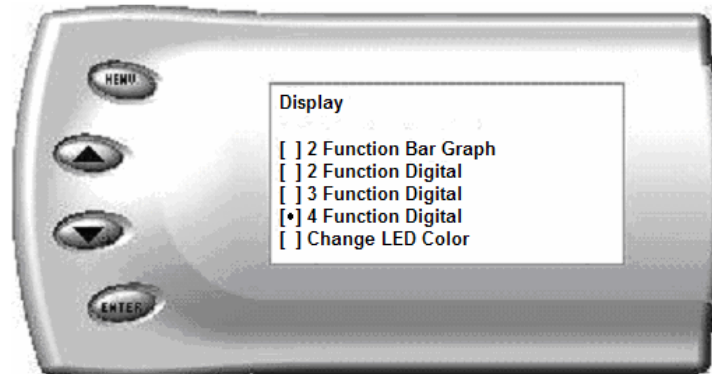 MENU
Display
[ ] 2 Function Bar Graph
[ ] 2 Function Digital
[ ] 3 Function Digital
[•] 4 Function Digital
[ ] Change LED Color
ENTER